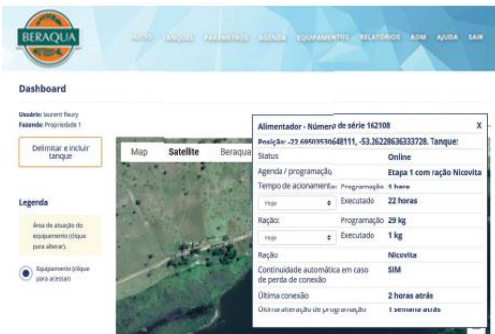 BERAQUA
INICIO TANQUES PARAMETROS AGENDA EQUIPAMENTOS RELATÓRIOS ADM AJUDA SAIR
Dashboard
Usuário: laurent fleury
Fazenda: Propriedade 1
Delimitar e incluir
tanque
Legenda
Área de atuação do
equipamento (clique
para alterar).
Equipamento (clique
para acessar)
Map Satellite Beraqua
Alimentador - Número de série 162108 X
Posição: -22.69503530648111, -53.26228636333728. Tanque:
Status Online
Agenda / programação Etapa 1 com ração Nicovita
Tempo de acionamento: Programação 1 hora
Hoje Executado 22 horas
Ração: Programação 29 kg
Hoje Executado 1 kg
Ração Nicovita
Continuidade automática em caso
de perda de conexão SIM
Última conexão 2 horas atrás
Última alteração de programação 1 semana atrás